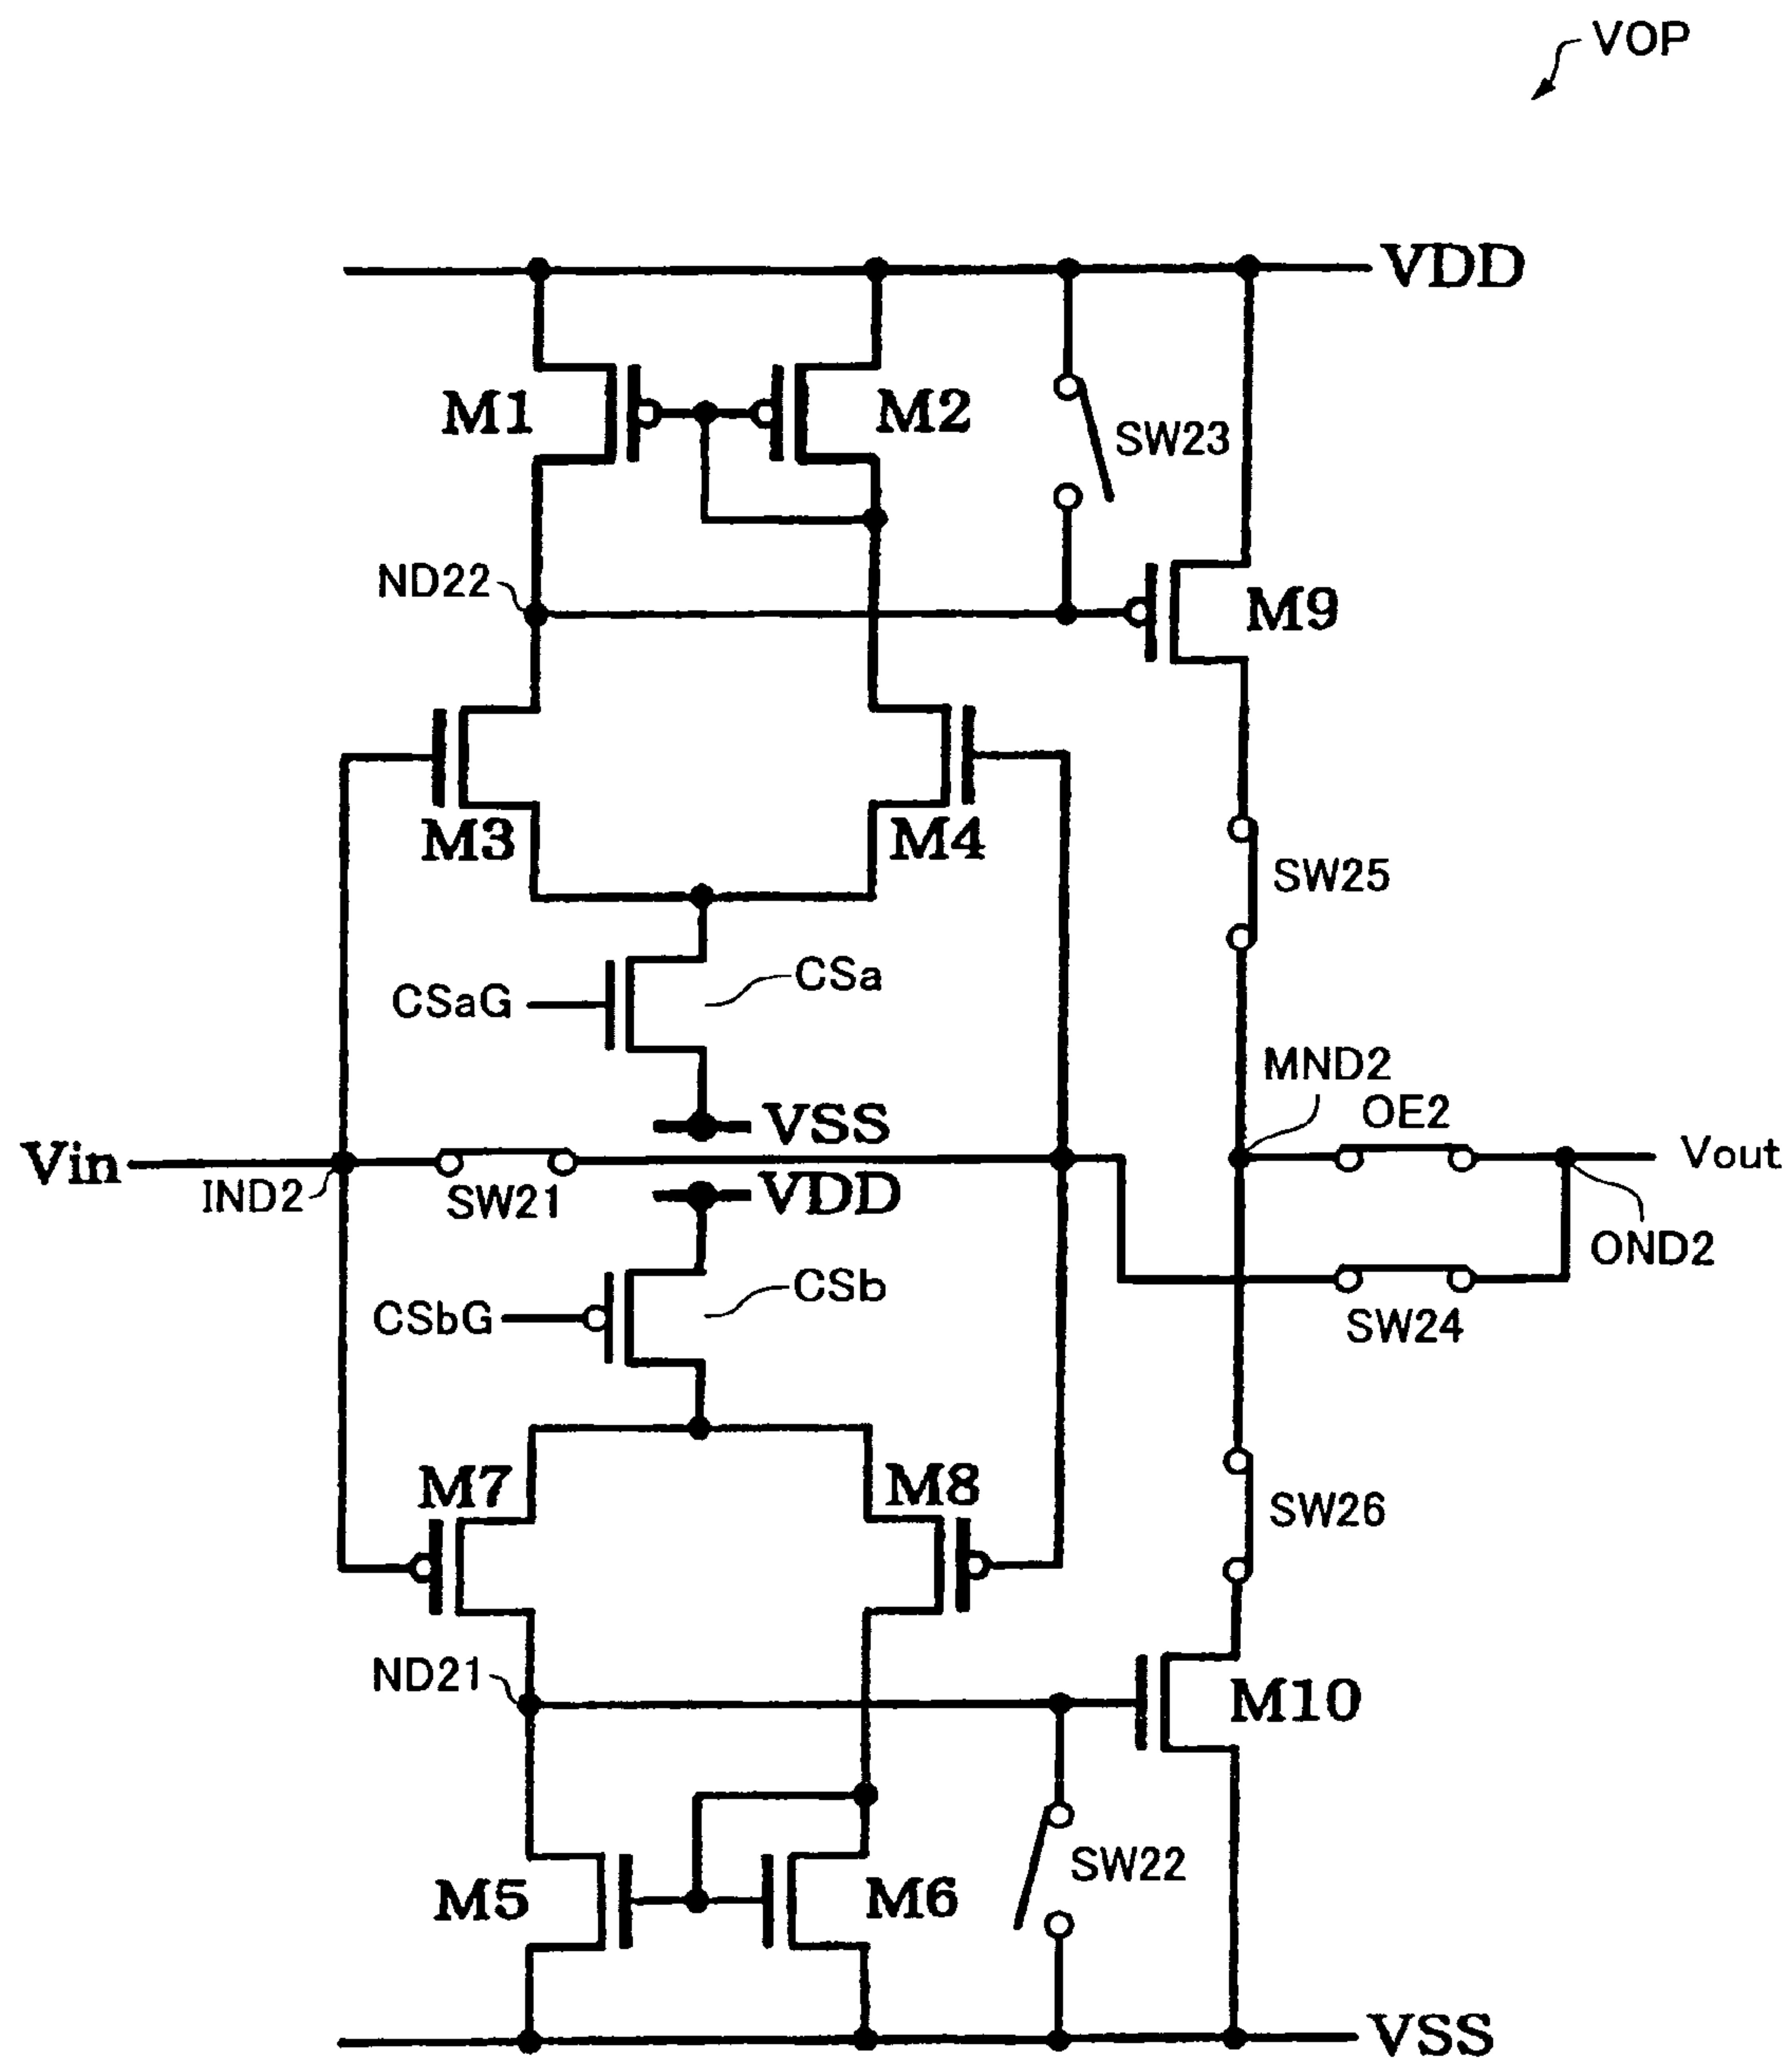 VOP
VDD
M1
M2
SW23
ND22
M9
M3
M4
SW25
CSaG
CSa
MND2
OE2
VSS
Vin
Vout
IND2
SW21
VDD
OND2
CSbG
CSb
SW24
M7
M8
SW26
ND21
M10
SW22
M5
M6
VSS